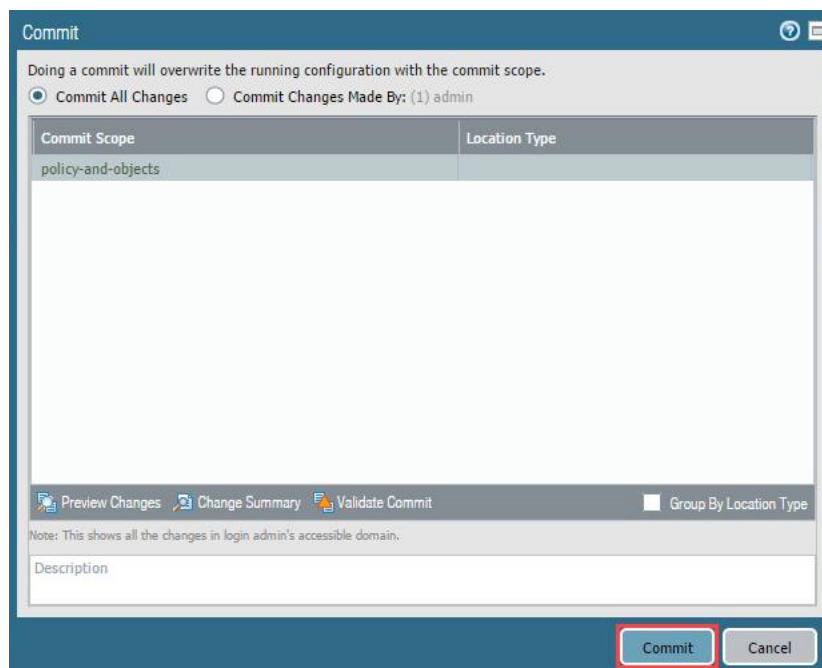 Commit
Doing a commit will overwrite the running configuration with the commit scope.
Commit All Changes Commit Changes Made By: (1) admin
Commit Scope Location Type
policy-and-objects
Preview Changes Change Summary Validate Commit Group By Location Type
Note: This shows all the changes in login admin's accessible domain.
Description
Commit Cancel